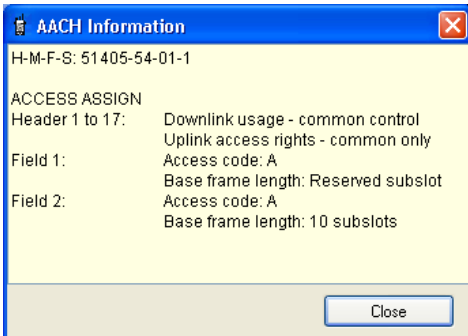 AACH Information
H-M-F-S: 51405-54-01-1
ACCESS ASSIGN
Header 1 to 17: Downlink usage - common control
Uplink access rights - common only
Field 1: Access code: A
Base frame length: Reserved subslot
Field 2: Access code: A
Base frame length: 10 subslots
Close